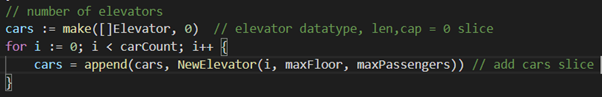 // number of elevators
cars := make([]Elevator, 0)  // elevator datatype, len,cap = 0 slice
for i := 0; i < carCount; i++ {
    cars = append(cars, NewElevator(i, maxFloor, maxPassengers)) // add cars slice
}